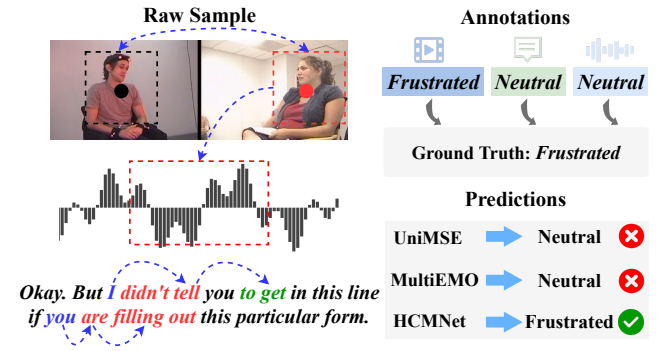 Raw Sample
Okay. But I didn't tell you to get in this line
if you are filling out this particular form.
Annotations
Frustrated Neutral Neutral
Ground Truth: Frustrated
Predictions
UniMSE Neutral
MultiEMO Neutral
HCMNet Frustrated